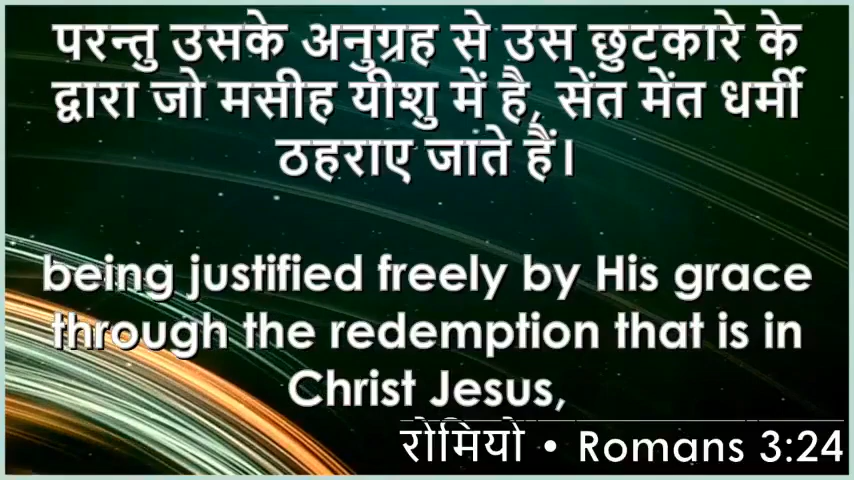 परन्तु उसके अनुग्रह से उस छुटकारे के
द्वारा जो मसीह यीशु में है, सेंत मेंत धर्मी
ठहराए जाते हैं।
being justified freely by His grace
through the redemption that is in
Christ Jesus,
रोमियो • Romans 3:24